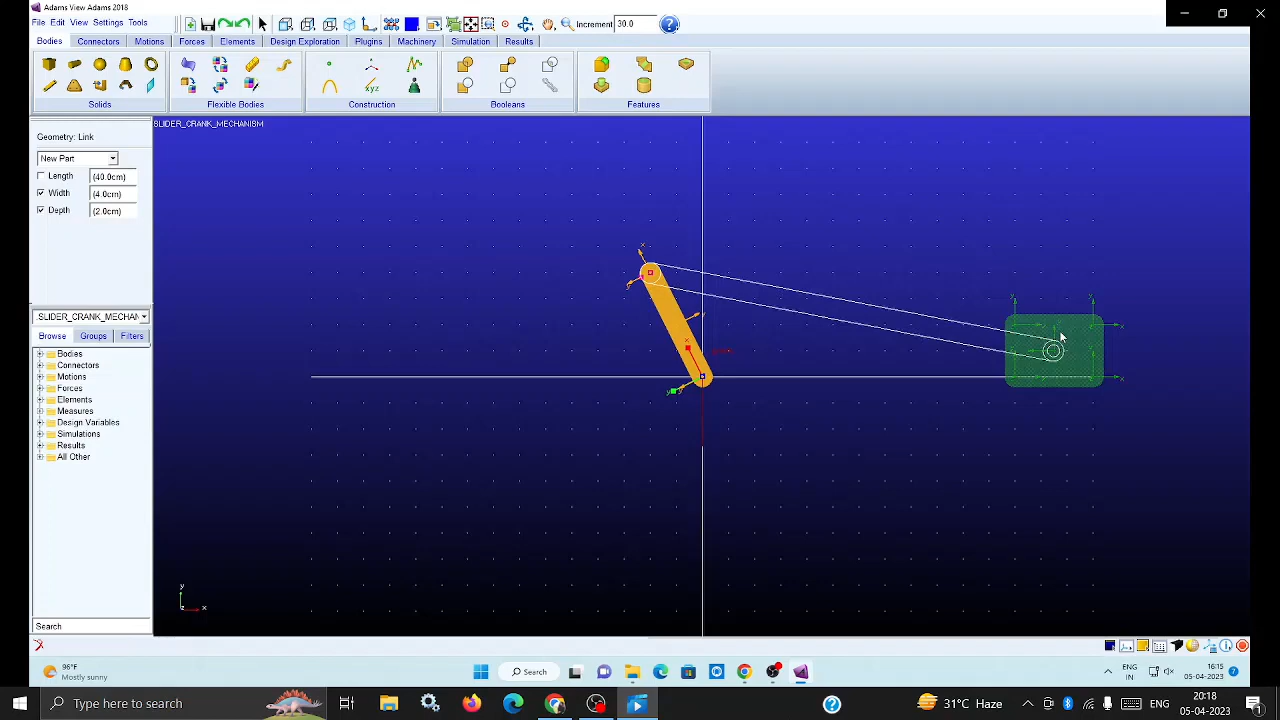 Adams View Adams 2018
File Edit View Settings Tools
Increment 30.0
Bodies Connectors Motions Forces Elements Design Exploration Plugins Machinery Simulation Results
Solids Flexible Bodies Construction Booleans Features
Geometry: Link
New Part
Length (40.0cm)
Width (4.0cm)
Depth (2.0cm)
SLIDER_CRANK_MECHANISM
.SLIDER_CRANK_MECHAN
Browse Groups Filters
Bodies
Connectors
Motions
Forces
Elements
Measures
Design Variables
Simulations
Results
All Other
Search
x
y
x
y
y
y
x
x
y
z
x
96°F
Mostly sunny
Search
ENG
IN
16:15
05-04-2023
Type here to search
31°C Haze
ENG
20:18
05-04-2023